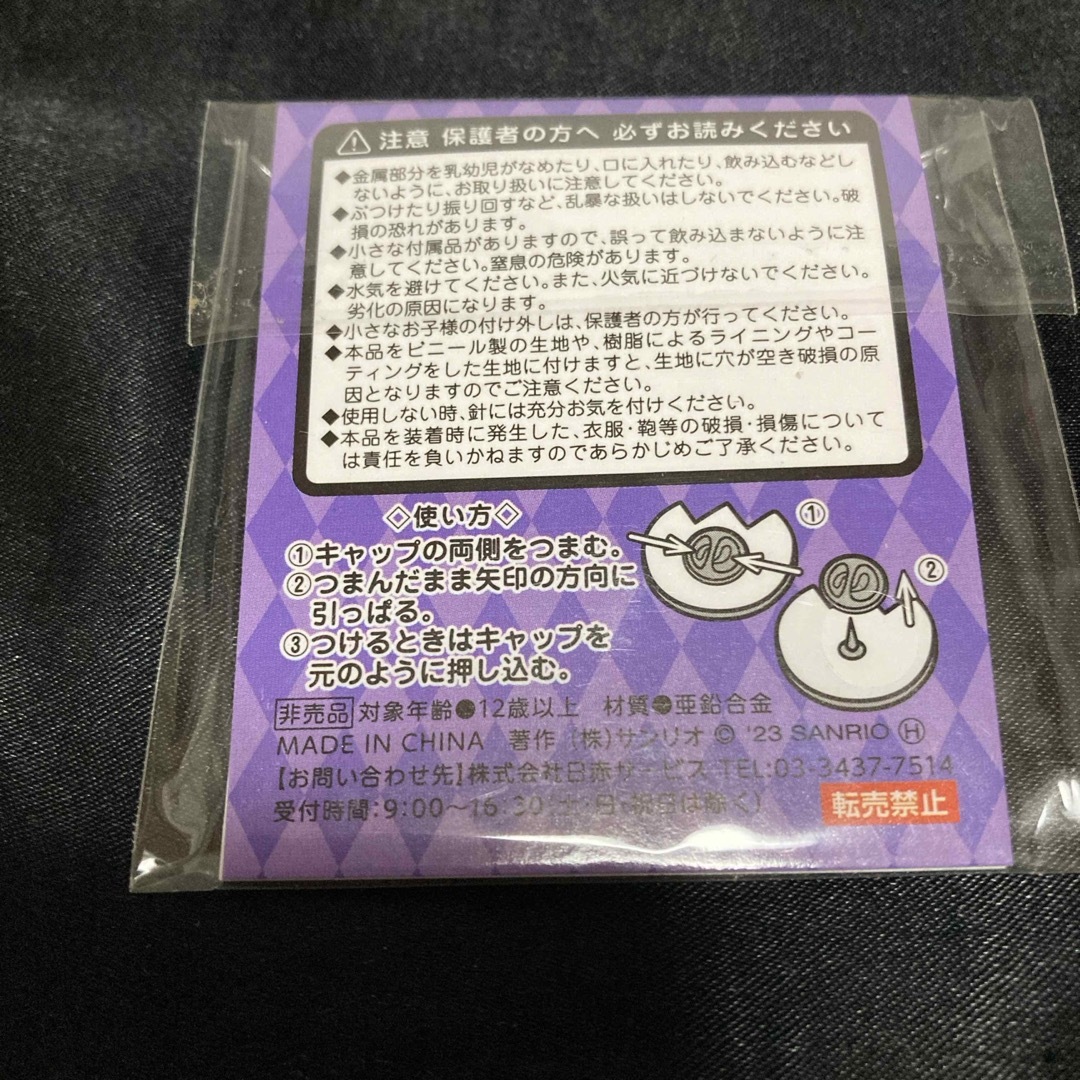 ⚠ 注意 保護者の方へ 必ずお読みください
◆金属部分を乳幼児がなめたり、口に入れたり、飲み込むなどし
ないように、お取り扱いに注意してください。
◆ぶつけたり振り回すなど、乱暴な扱いはしないでください。破
損の恐れがあります。
◆小さな付属品がありますので、誤って飲み込まないように注
意してください。窒息の危険があります。
◆水気を避けてください。また、火気に近づけないでください。
劣化の原因になります。
◆小さなお子様の付け外しは、保護者の方が行ってください。
◆本品をビニール製の生地や、樹脂によるライニングやコー
ティングをした生地に付けますと、生地に穴が空き破損の原
因となりますのでご注意ください。
◆使用しない時、針には充分お気を付けください。
◆本品を装着時に発生した、衣服・鞄等の破損・損傷について
は責任を負いかねますのであらかじめご了承ください。
◇使い方◇
①キャップの両側をつまむ。
②つまんだまま矢印の方向に
引っぱる。
③つけるときはキャップを
元のように押し込む。
①
②
非売品 対象年齢●12歳以上 材質●亜鉛合金
MADE IN CHINA 著作 (株)サンリオ © '23 SANRIO Ⓗ
【お問い合わせ先】株式会社日赤サービス TEL:03-3437-7514
受付時間:9:00〜16:30(土・日・祝日は除く)
転売禁止